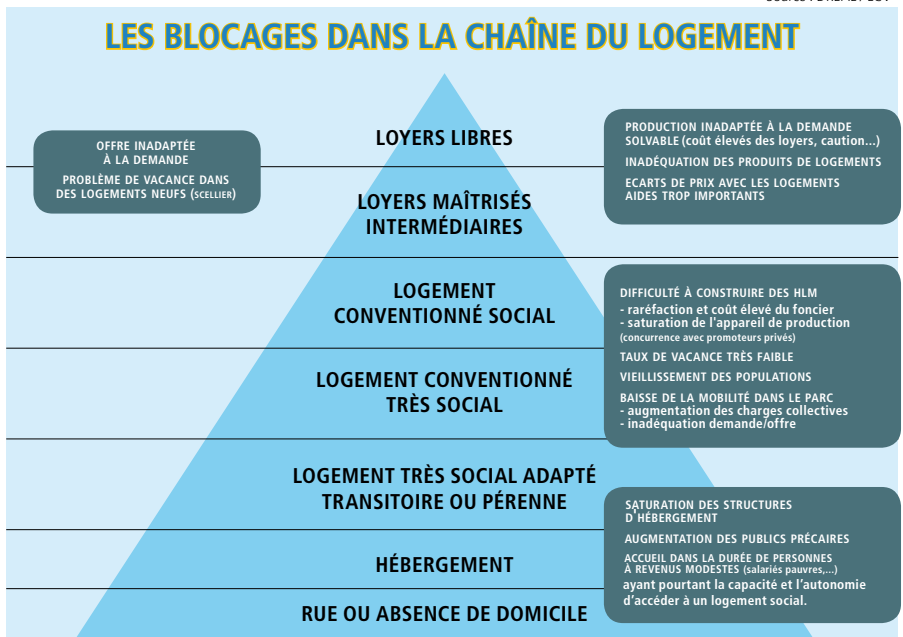 LES BLOCAGES DANS LA CHAÎNE DU LOGEMENT
OFFRE INADAPTÉE
À LA DEMANDE
PROBLÈME DE VACANCE DANS
DES LOGEMENTS NEUFS (SCELLIER)
LOYERS LIBRES
LOYERS MAÎTRISÉS
INTERMÉDIAIRES
LOGEMENT
CONVENTIONNÉ SOCIAL
LOGEMENT CONVENTIONNÉ
TRÈS SOCIAL
LOGEMENT TRÈS SOCIAL ADAPTÉ
TRANSITOIRE OU PÉRENNE
HÉBERGEMENT
RUE OU ABSENCE DE DOMICILE
PRODUCTION INADAPTÉE À LA DEMANDE
SOLVABLE (coût élevés des loyers, caution...)
INADÉQUATION DES PRODUITS DE LOGEMENTS
ECARTS DE PRIX AVEC LES LOGEMENTS
AIDES TROP IMPORTANTS
DIFFICULTÉ À CONSTRUIRE DES HLM
- raréfaction et coût élevé du foncier
- saturation de l'appareil de production
(concurrence avec promoteurs privés)
TAUX DE VACANCE TRÈS FAIBLE
VIEILLISSEMENT DES POPULATIONS
BAISSE DE LA MOBILITÉ DANS LE PARC
- augmentation des charges collectives
- inadéquation demande/offre
SATURATION DES STRUCTURES
D'HÉBERGEMENT
AUGMENTATION DES PUBLICS PRÉCAIRES
ACCUEIL DANS LA DURÉE DE PERSONNES
À REVENUS MODESTES (salariés pauvres,...)
ayant pourtant la capacité et l'autonomie
d'accéder à un logement social.